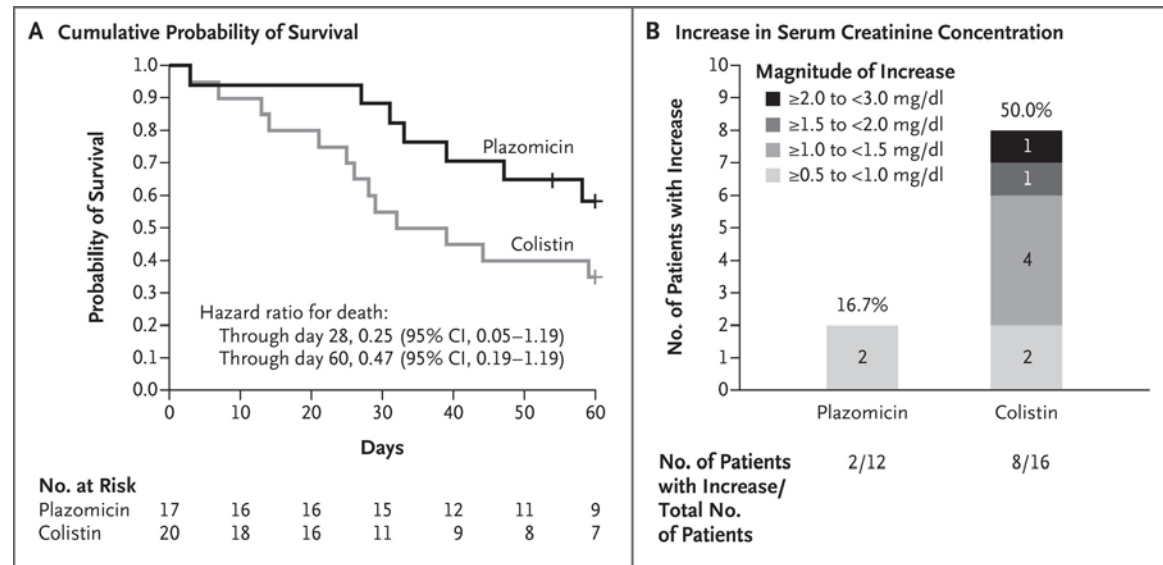 A Cumulative Probability of Survival
1.0
0.9
0.8
0.7
0.6
0.5
0.4
0.3
0.2
0.1
0.0
Probability of Survival
Plazomicin
Colistin
Hazard ratio for death:
Through day 28, 0.25 (95% CI, 0.05–1.19)
Through day 60, 0.47 (95% CI, 0.19–1.19)
0 10 20 30 40 50 60
Days
No. at Risk
Plazomicin 17 16 16 15 12 11 9
Colistin 20 18 16 11 9 8 7
B Increase in Serum Creatinine Concentration
10
9
8
7
6
5
4
3
2
1
0
No. of Patients with Increase
Magnitude of Increase
≥2.0 to <3.0 mg/dl
≥1.5 to <2.0 mg/dl
≥1.0 to <1.5 mg/dl
≥0.5 to <1.0 mg/dl
16.7%
2
50.0%
1
1
4
2
Plazomicin Colistin
No. of Patients 2/12 8/16
with Increase/
Total No.
of Patients